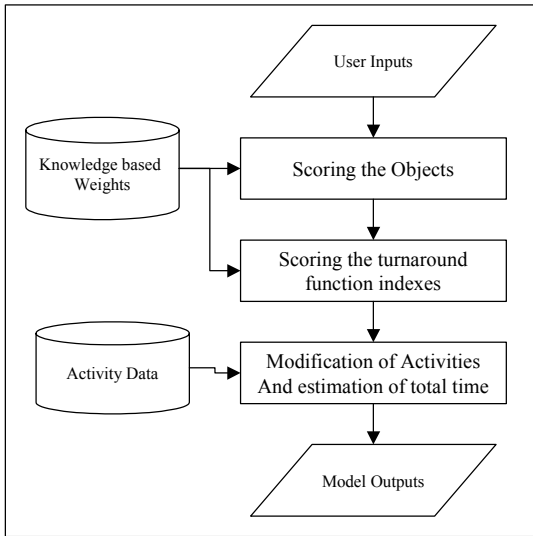 User Inputs
Knowledge based
Weights
Scoring the Objects
Scoring the turnaround
function indexes
Activity Data
Modification of Activities
And estimation of total time
Model Outputs